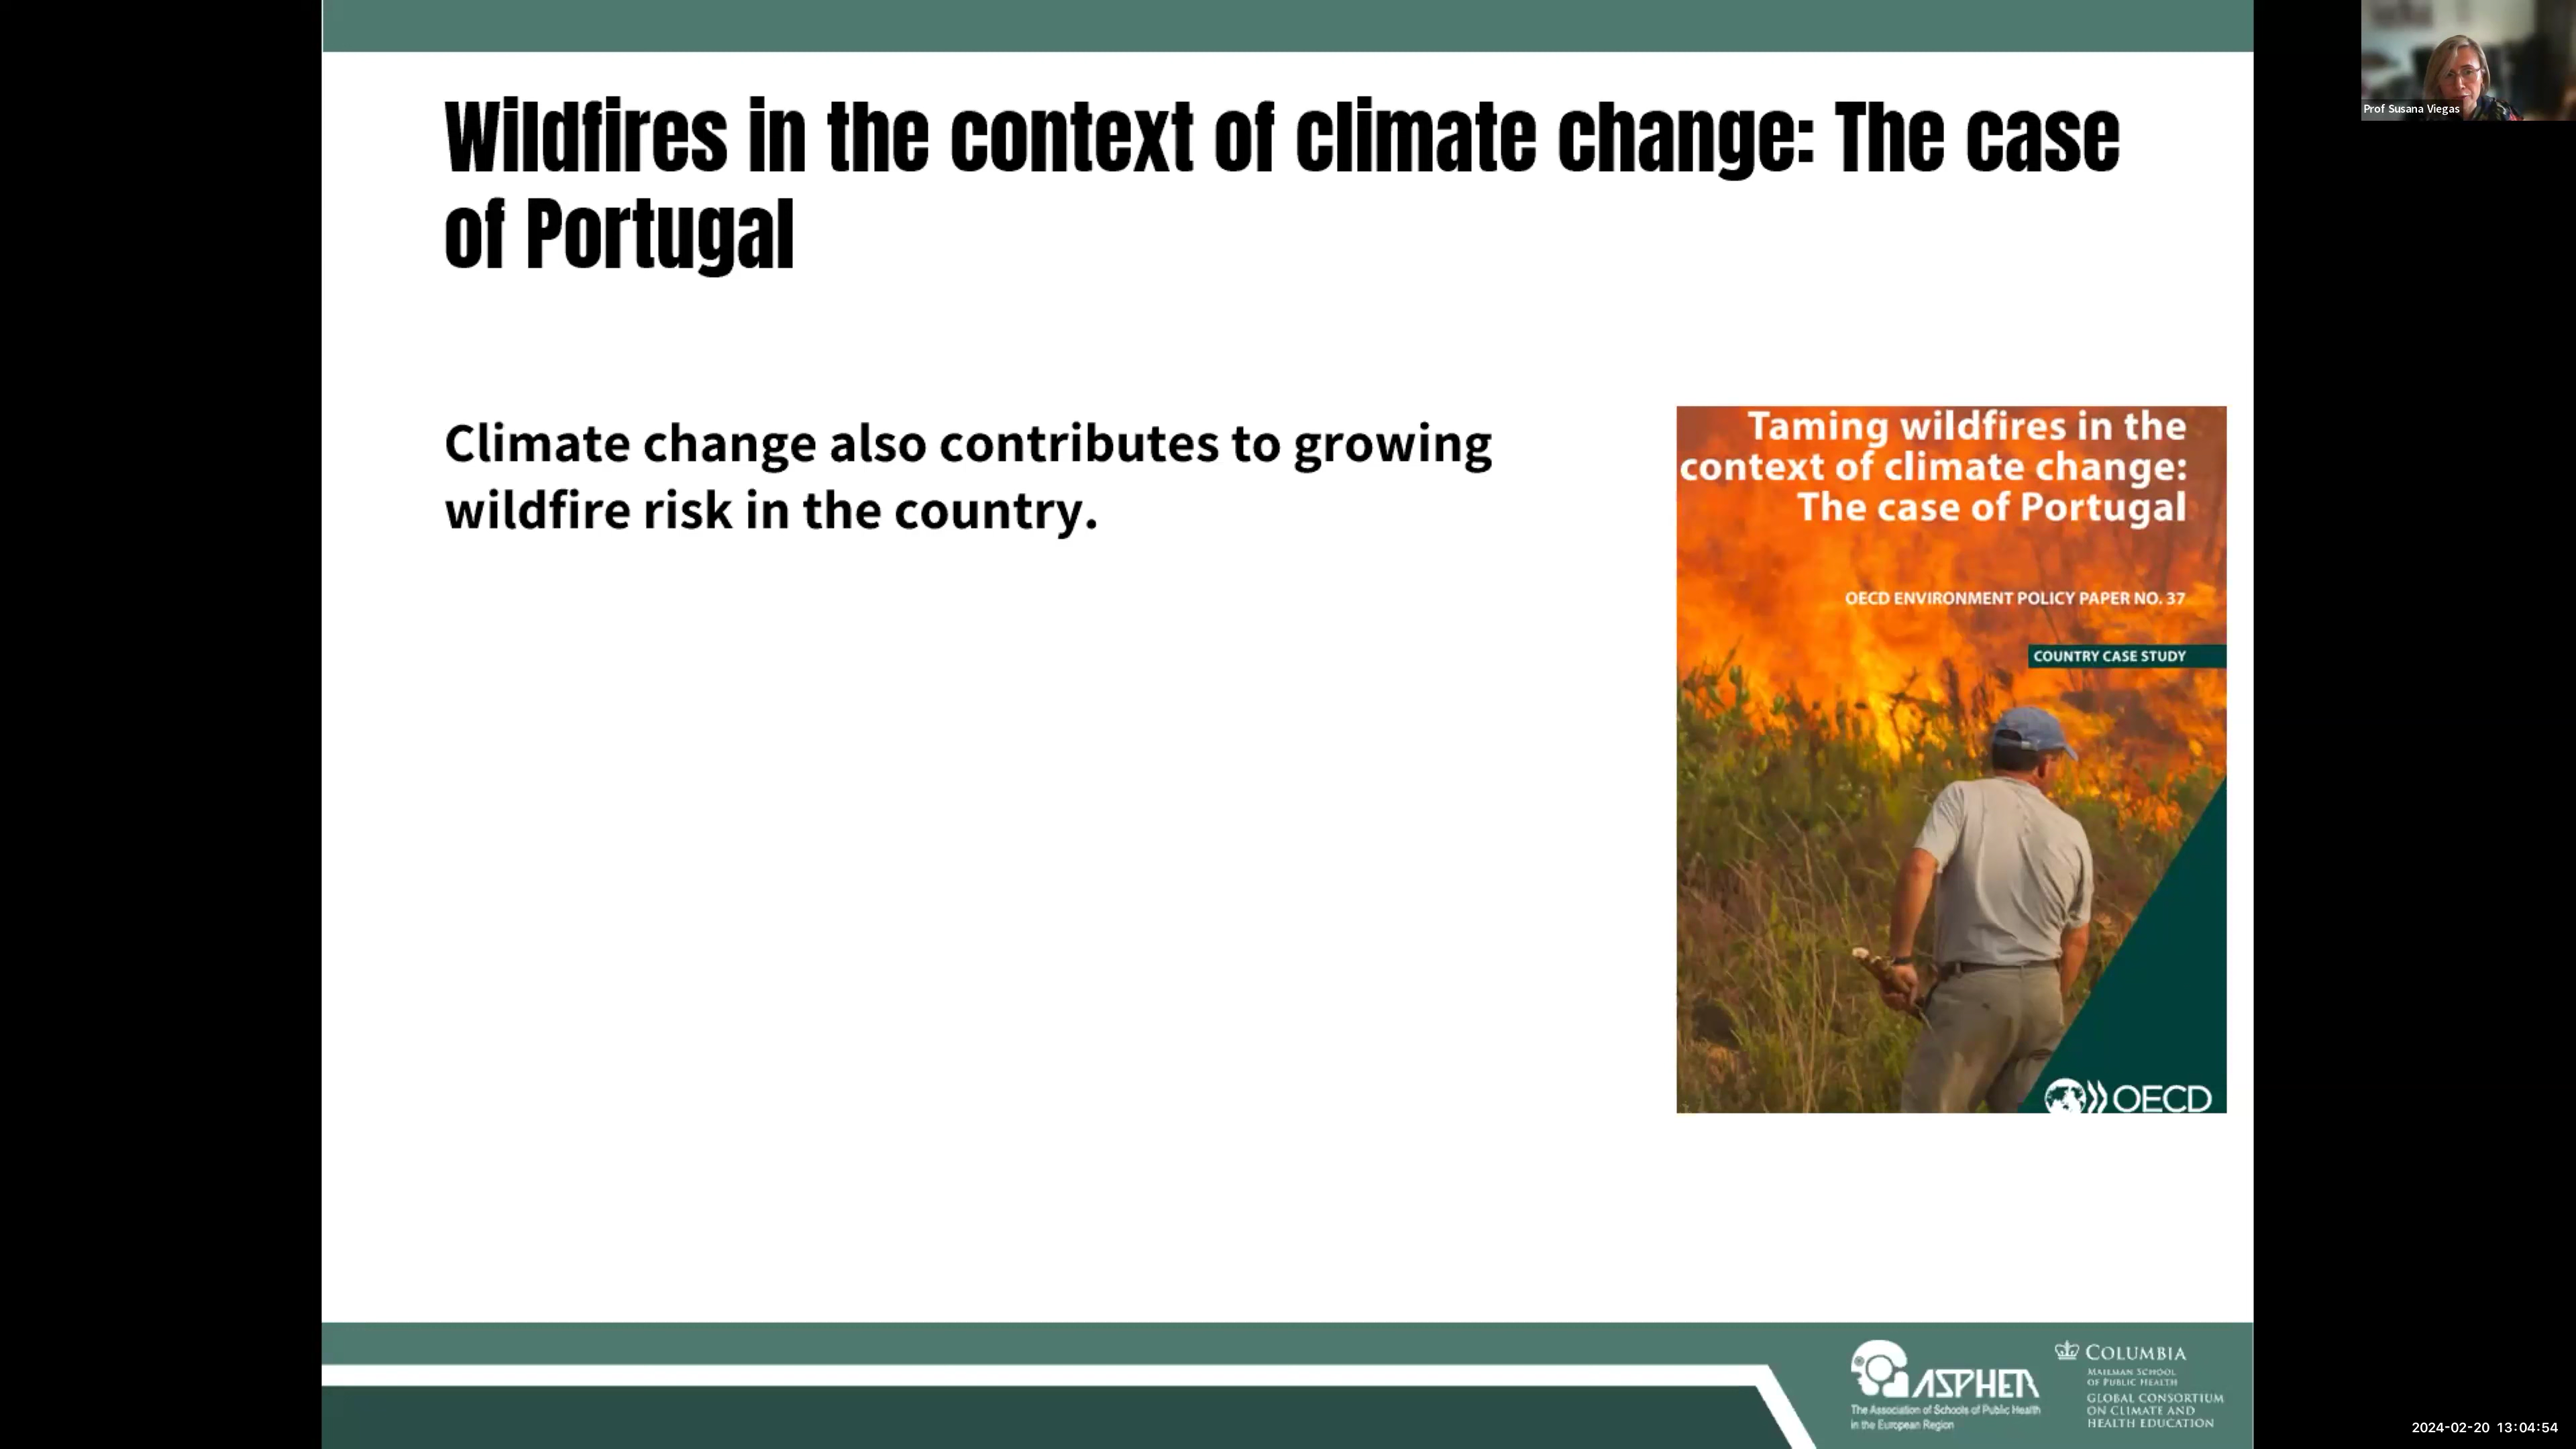 Wildfires in the context of climate change: The case
of Portugal
Prof Susana Viegas
Climate change also contributes to growing
wildfire risk in the country.
Taming wildfires in the
context of climate change:
The case of Portugal
OECD ENVIRONMENT POLICY PAPER NO. 37
COUNTRY CASE STUDY
OECD
ASPHER
The Association of Schools of Public Health
in the European Region
COLUMBIA
MAILMAN SCHOOL
OF PUBLIC HEALTH
GLOBAL CONSORTIUM
ON CLIMATE AND
HEALTH EDUCATION
2024-02-20 13:04:54